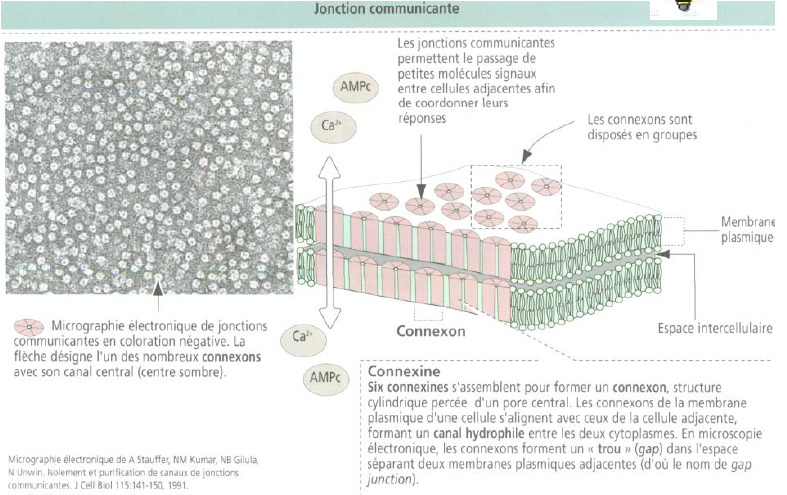 Jonction communicante
Les jonctions communicantes
permettent le passage de
petites molécules signaux
entre cellules adjacentes afin
de coordonner leurs
réponses
AMPc
Ca²⁺
Les connexons sont
disposés en groupes
Membrane
plasmique
Espace intercellulaire
Connexon
Ca²⁺
AMPc
Micrographie électronique de jonctions
communicantes en coloration négative. La
flèche désigne l'un des nombreux connexons
avec son canal central (centre sombre).
Connexine
Six connexines s'assemblent pour former un connexon, structure
cylindrique percée d'un pore central. Les connexons de la membrane
plasmique d'une cellule s'alignent avec ceux de la cellule adjacente,
formant un canal hydrophile entre les deux cytoplasmes. En microscopie
électronique, les connexons forment un « trou » (gap) dans l'espace
séparant deux membranes plasmiques adjacentes (d'où le nom de gap
junction).
Micrographie électronique de A Stauffer, NM Kumar, NB Gilula,
N Unwin. Isolement et purification de canaux de jonctions
communicantes. J Cell Biol 115:141-150, 1991.